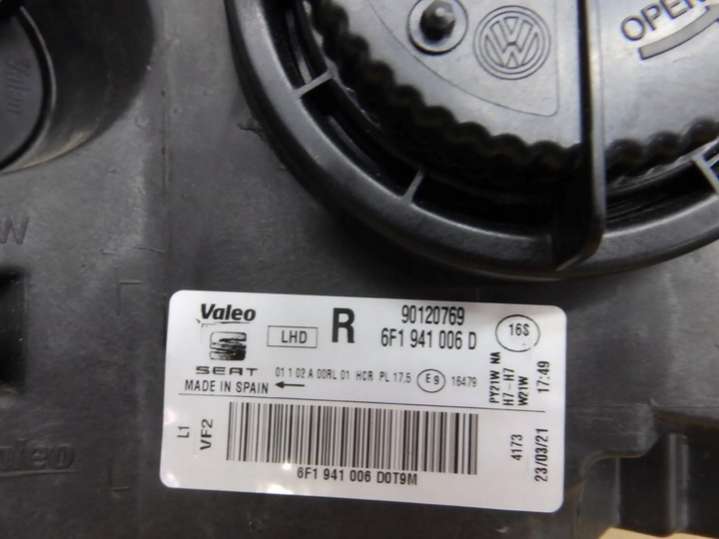 OPEN
Valeo
LHD
R
90120769
6F1 941 006 D
16S
SEAT
01 1 02 A 00RL 01 HCR PL 17.5
E9
16479
MADE IN SPAIN
PY21W NA
H7-H7
W21W
17:49
L1
VF2
4173
23/03/21
6F1 941 006 D0T9M
W
Valeo